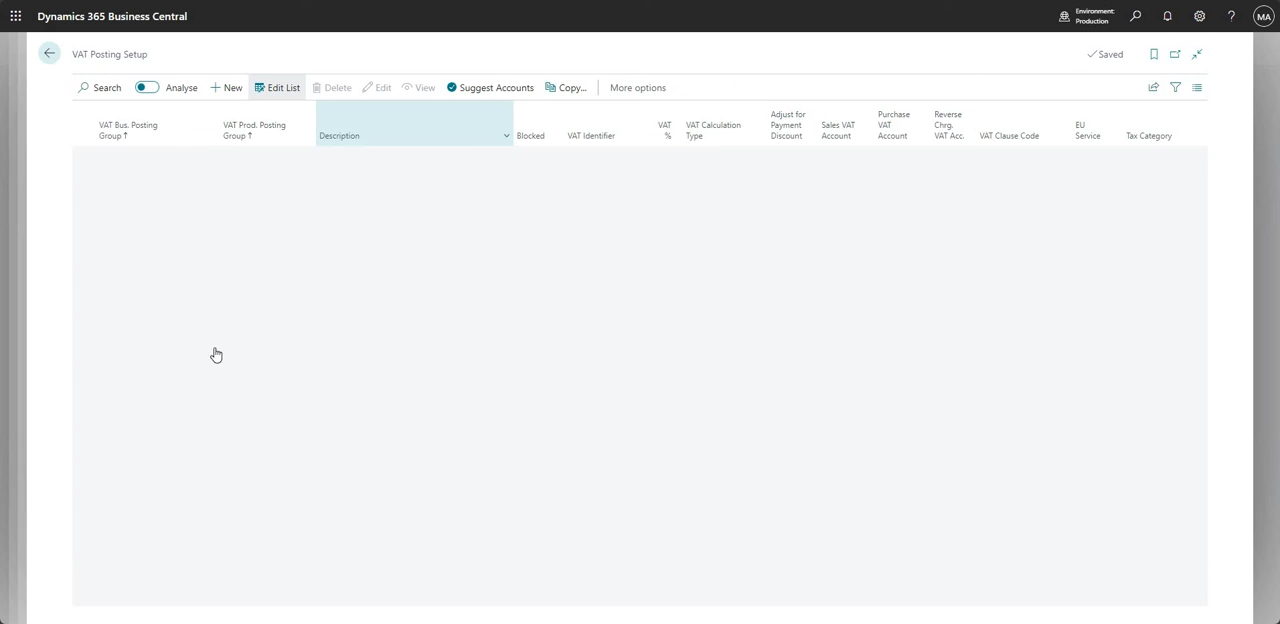 Dynamics 365 Business Central
Environment:
Production
MA
VAT Posting Setup
Saved
Search
Analyse
New
Edit List
Delete
Edit
View
Suggest Accounts
Copy...
More options
VAT Bus. Posting
Group ↑
VAT Prod. Posting
Group ↑
Description
Blocked
VAT Identifier
VAT
%
VAT Calculation
Type
Adjust for
Payment
Discount
Sales VAT
Account
Purchase
VAT
Account
Reverse
Chrg.
VAT Acc.
VAT Clause Code
EU
Service
Tax Category